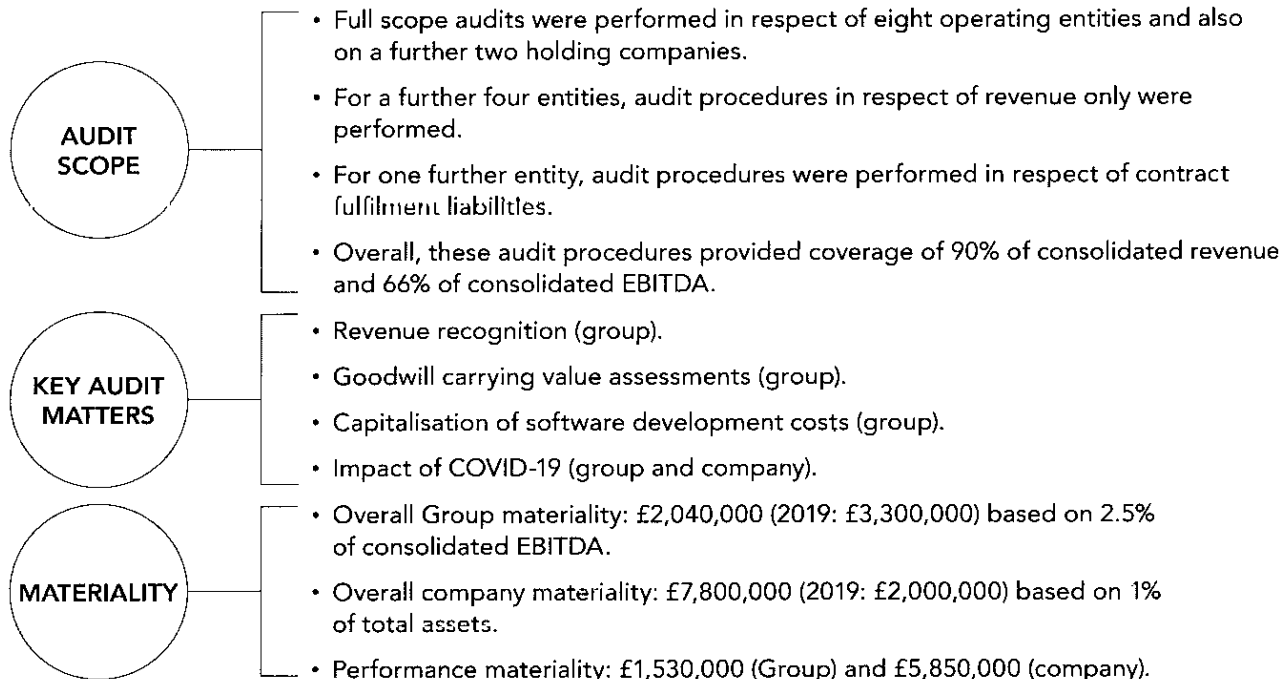 AUDIT
SCOPE
• Full scope audits were performed in respect of eight operating entities and also
on a further two holding companies.
• For a further four entities, audit procedures in respect of revenue only were
performed.
• For one further entity, audit procedures were performed in respect of contract
fulfilment liabilities.
• Overall, these audit procedures provided coverage of 90% of consolidated revenue
and 66% of consolidated EBITDA.
KEY AUDIT
MATTERS
• Revenue recognition (group).
• Goodwill carrying value assessments (group).
• Capitalisation of software development costs (group).
• Impact of COVID-19 (group and company).
MATERIALITY
• Overall Group materiality: £2,040,000 (2019: £3,300,000) based on 2.5%
of consolidated EBITDA.
• Overall company materiality: £7,800,000 (2019: £2,000,000) based on 1%
of total assets.
• Performance materiality: £1,530,000 (Group) and £5,850,000 (company).